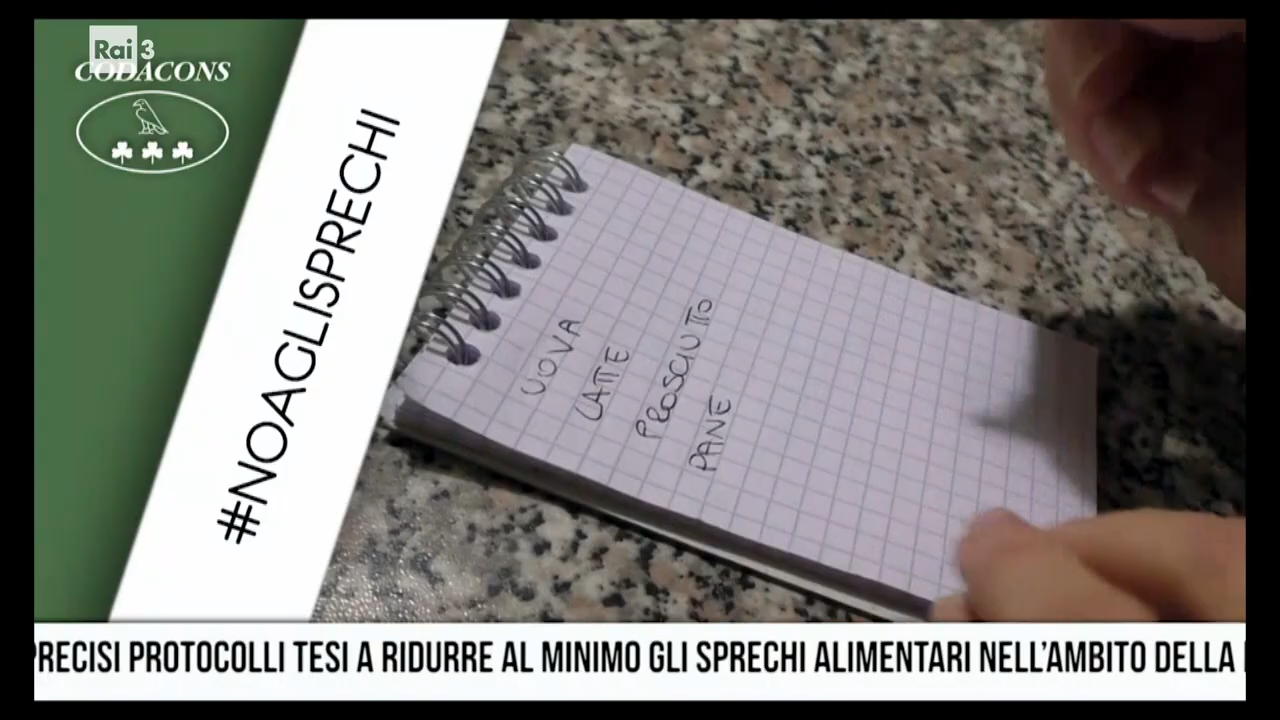 Rai 3
CODACONS
#NOAGLISPRECHI
UOVA
LATTE
PROSCIUTTO
PANE
PRECISI PROTOCOLLI TESI A RIDURRE AL MINIMO GLI SPRECHI ALIMENTARI NELL'AMBITO DELLA